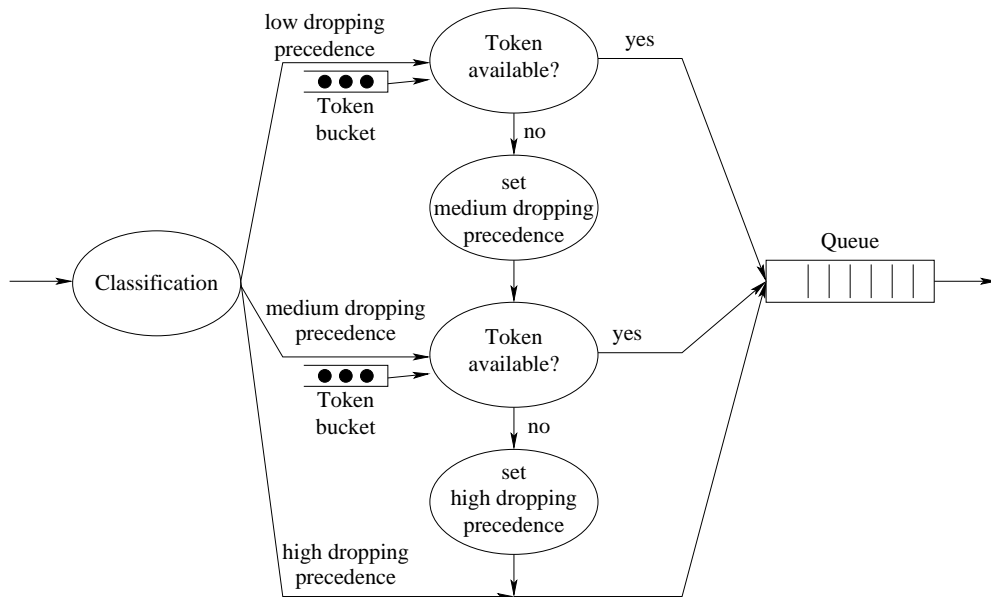 low dropping
precedence
Token
available?
yes
Token
bucket
no
set
medium dropping
precedence
Classification
Queue
medium dropping
precedence
Token
available?
yes
Token
bucket
no
set
high dropping
precedence
high dropping
precedence